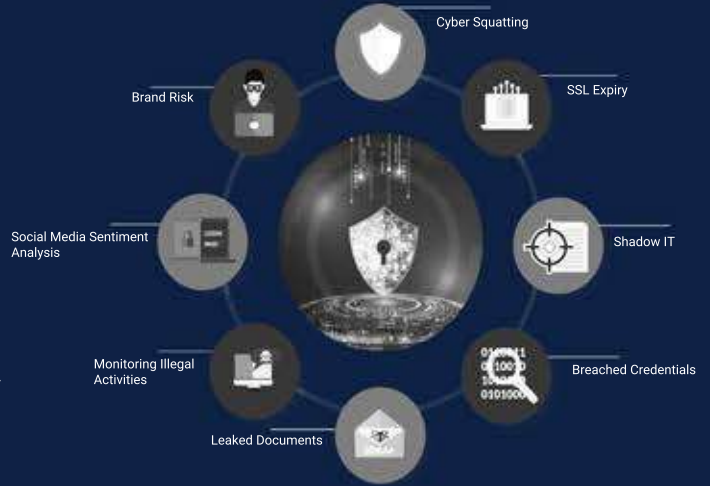 Cyber Squatting
SSL Expiry
Shadow IT
Breached Credentials
Leaked Documents
Monitoring Illegal
Activities
Social Media Sentiment
Analysis
Brand Risk